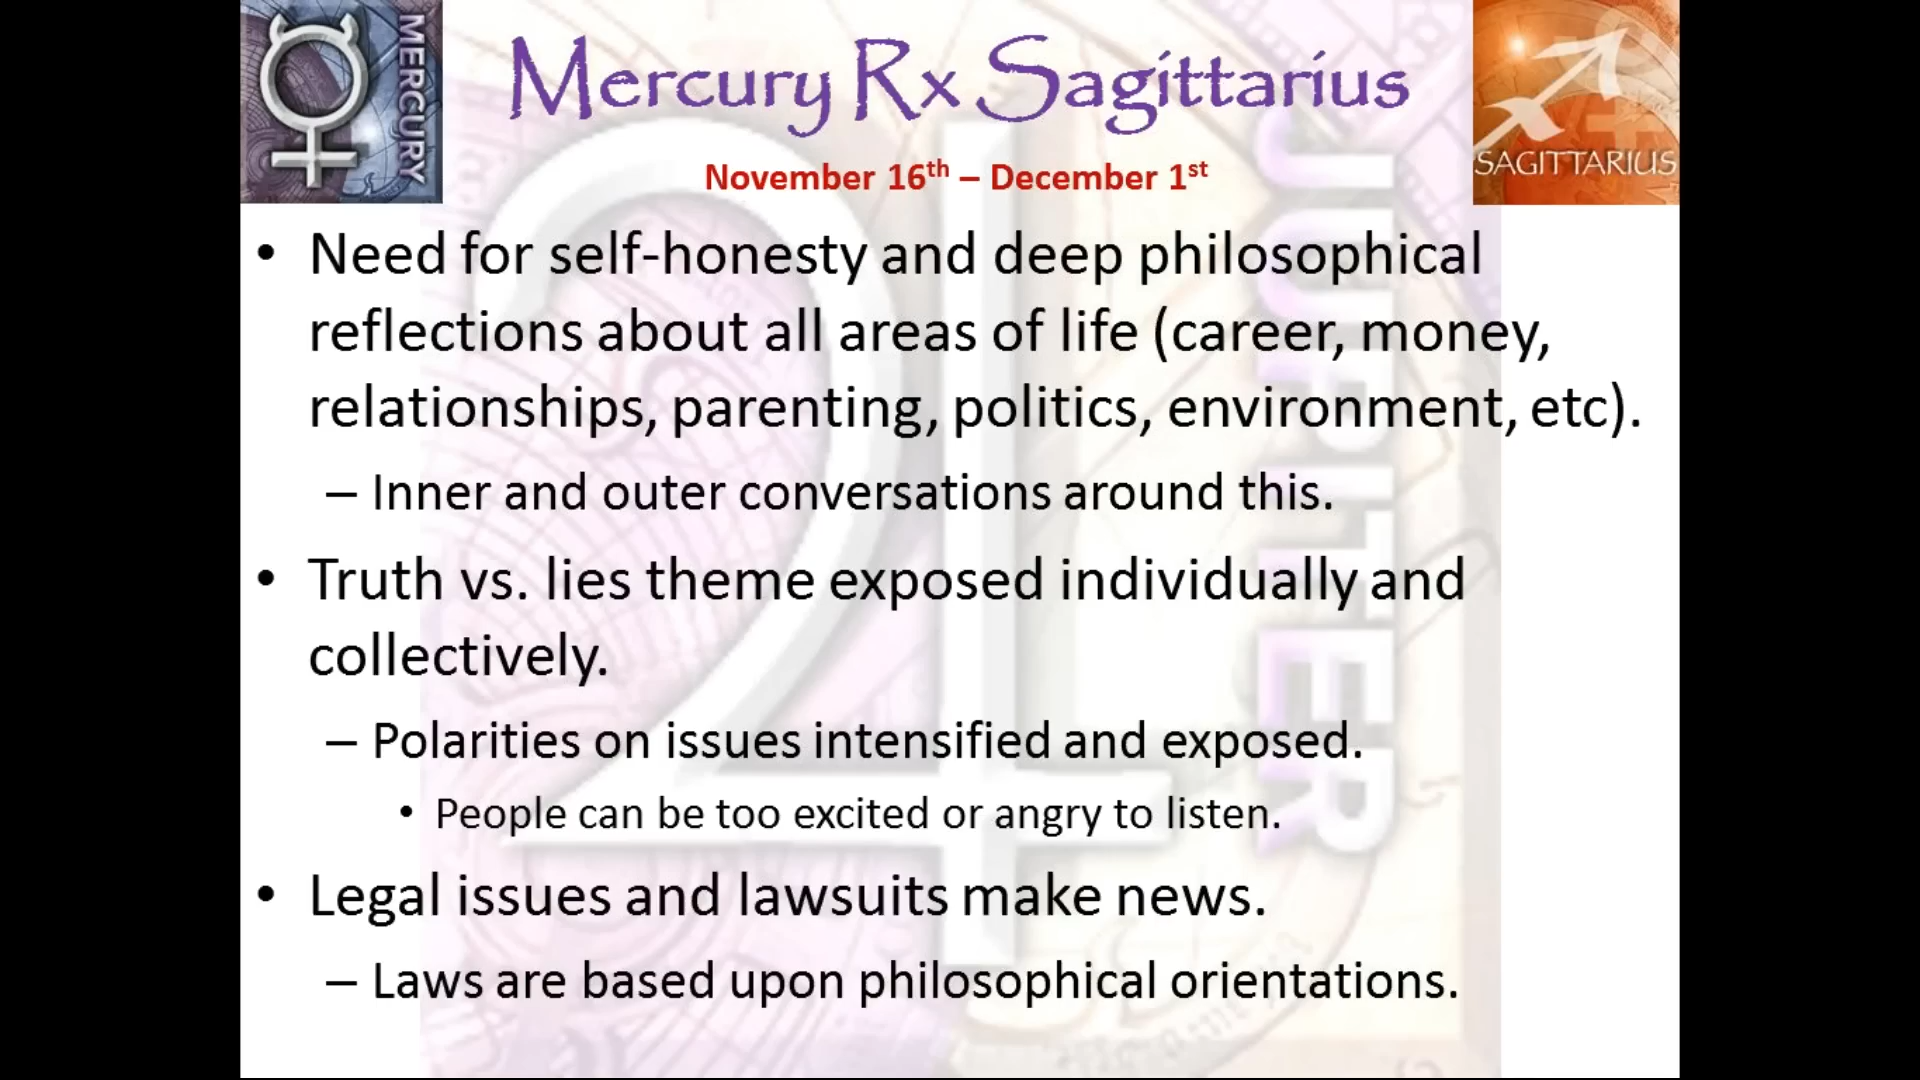 MERCURY
Mercury Rx Sagittarius
SAGITTARIUS
November 16th – December 1st
JUPITER
• Need for self-honesty and deep philosophical
reflections about all areas of life (career, money,
relationships, parenting, politics, environment, etc).
– Inner and outer conversations around this.
• Truth vs. lies theme exposed individually and
collectively.
– Polarities on issues intensified and exposed.
• People can be too excited or angry to listen.
• Legal issues and lawsuits make news.
– Laws are based upon philosophical orientations.